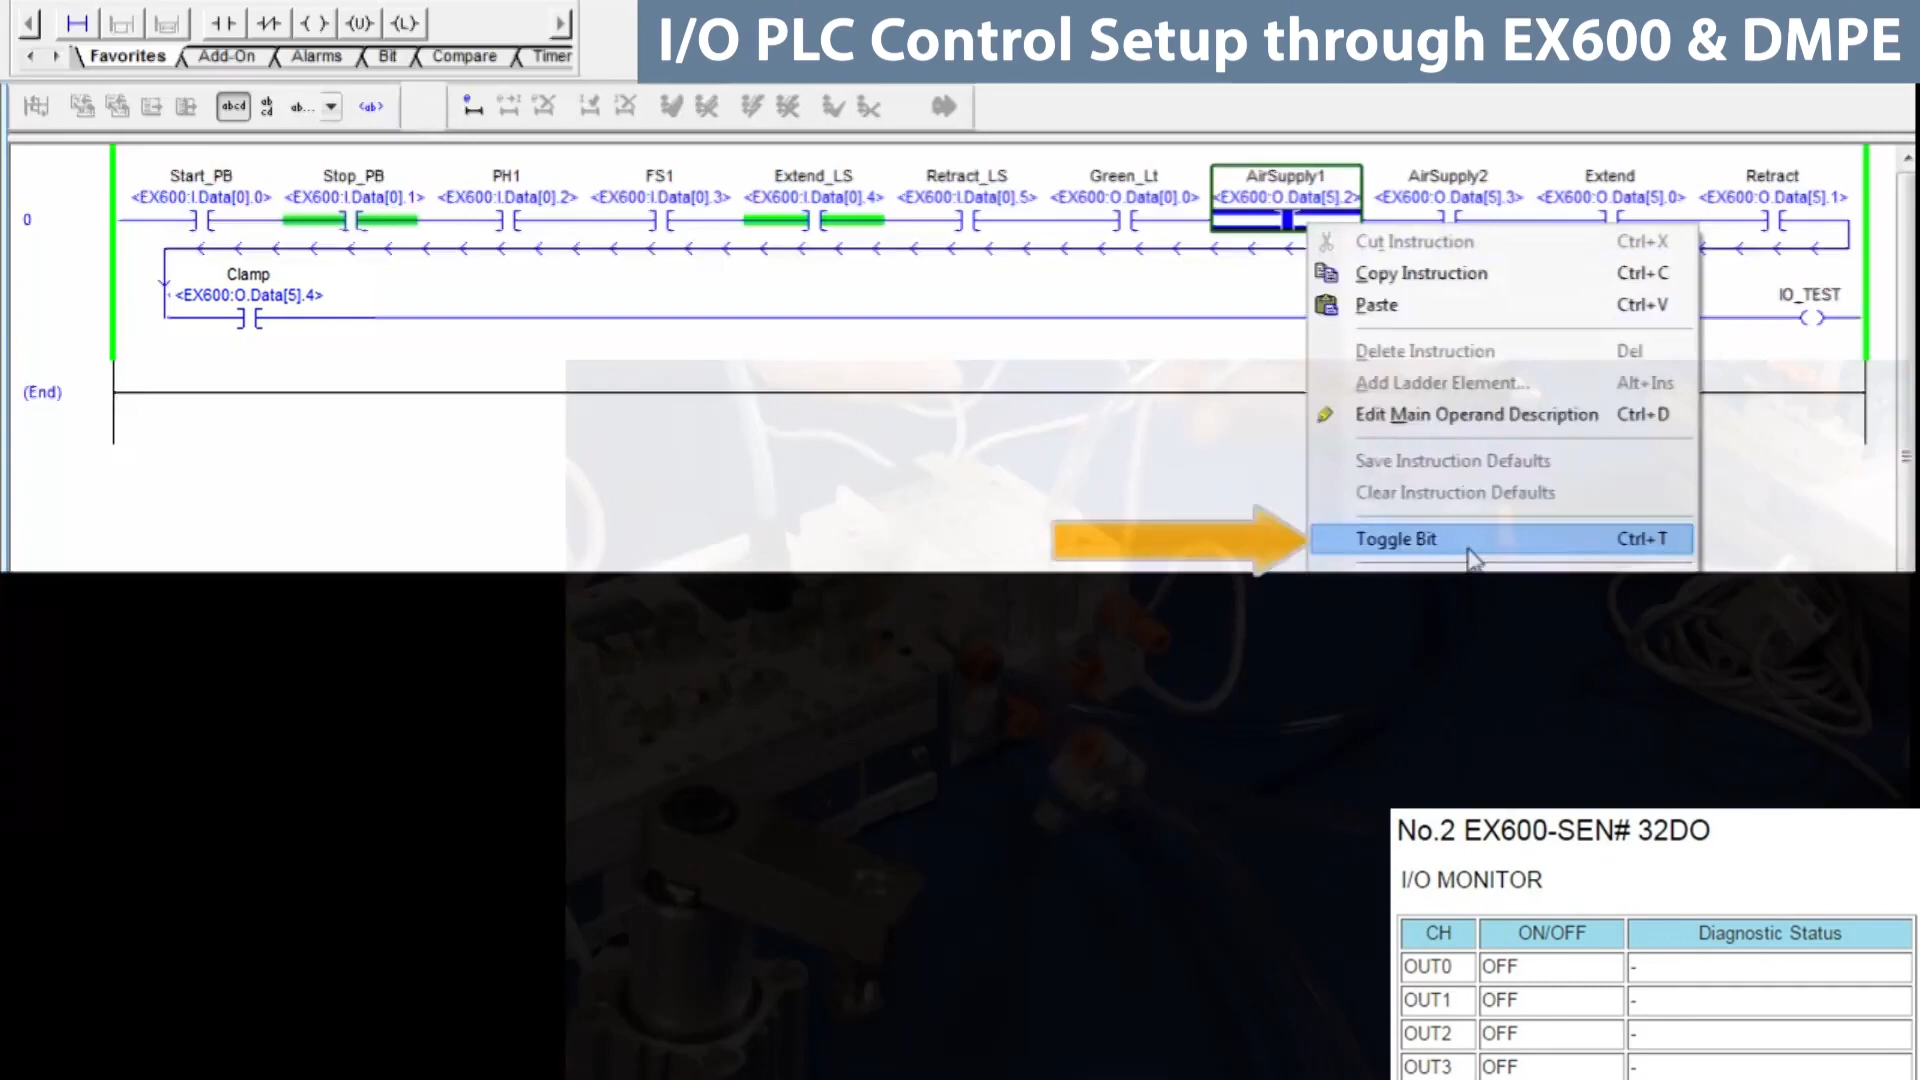 I/O PLC Control Setup through EX600 & DMPE
Favorites Add-On Alarms Bit Compare Timer
abcd ab cd ab... <ab>
Start_PB Stop_PB PH1 FS1 Extend_LS Retract_LS Green_Lt AirSupply1 AirSupply2 Extend Retract
<EX600:I.Data[0].0> <EX600:I.Data[0].1> <EX600:I.Data[0].2> <EX600:I.Data[0].3> <EX600:I.Data[0].4> <EX600:I.Data[0].5> <EX600:O.Data[0].0> <EX600:O.Data[5].2> <EX600:O.Data[5].3> <EX600:O.Data[5].0> <EX600:O.Data[5].1>
0
Clamp
<EX600:O.Data[5].4>
IO_TEST
(End)
Cut Instruction Ctrl+X
Copy Instruction Ctrl+C
Paste Ctrl+V
Delete Instruction Del
Add Ladder Element... Alt+Ins
Edit Main Operand Description Ctrl+D
Save Instruction Defaults
Clear Instruction Defaults
Toggle Bit Ctrl+T
No.2 EX600-SEN# 32DO
I/O MONITOR
CH ON/OFF Diagnostic Status
OUT0 OFF -
OUT1 OFF -
OUT2 OFF -
OUT3 OFF -